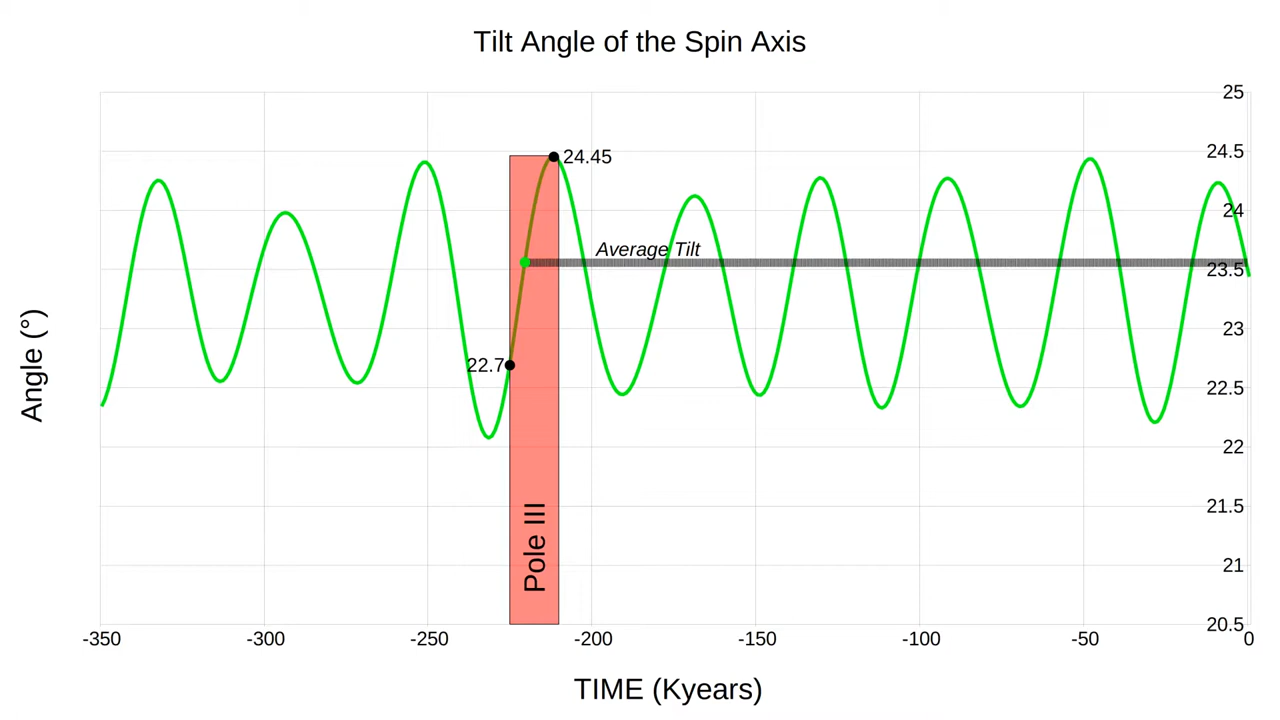 Tilt Angle of the Spin Axis
25
24.5
24.45
24
Average Tilt
23.5
23
22.7
22.5
22
21.5
21
20.5
Pole III
Angle (°)
-350 -300 -250 -200 -150 -100 -50 0
TIME (Kyears)